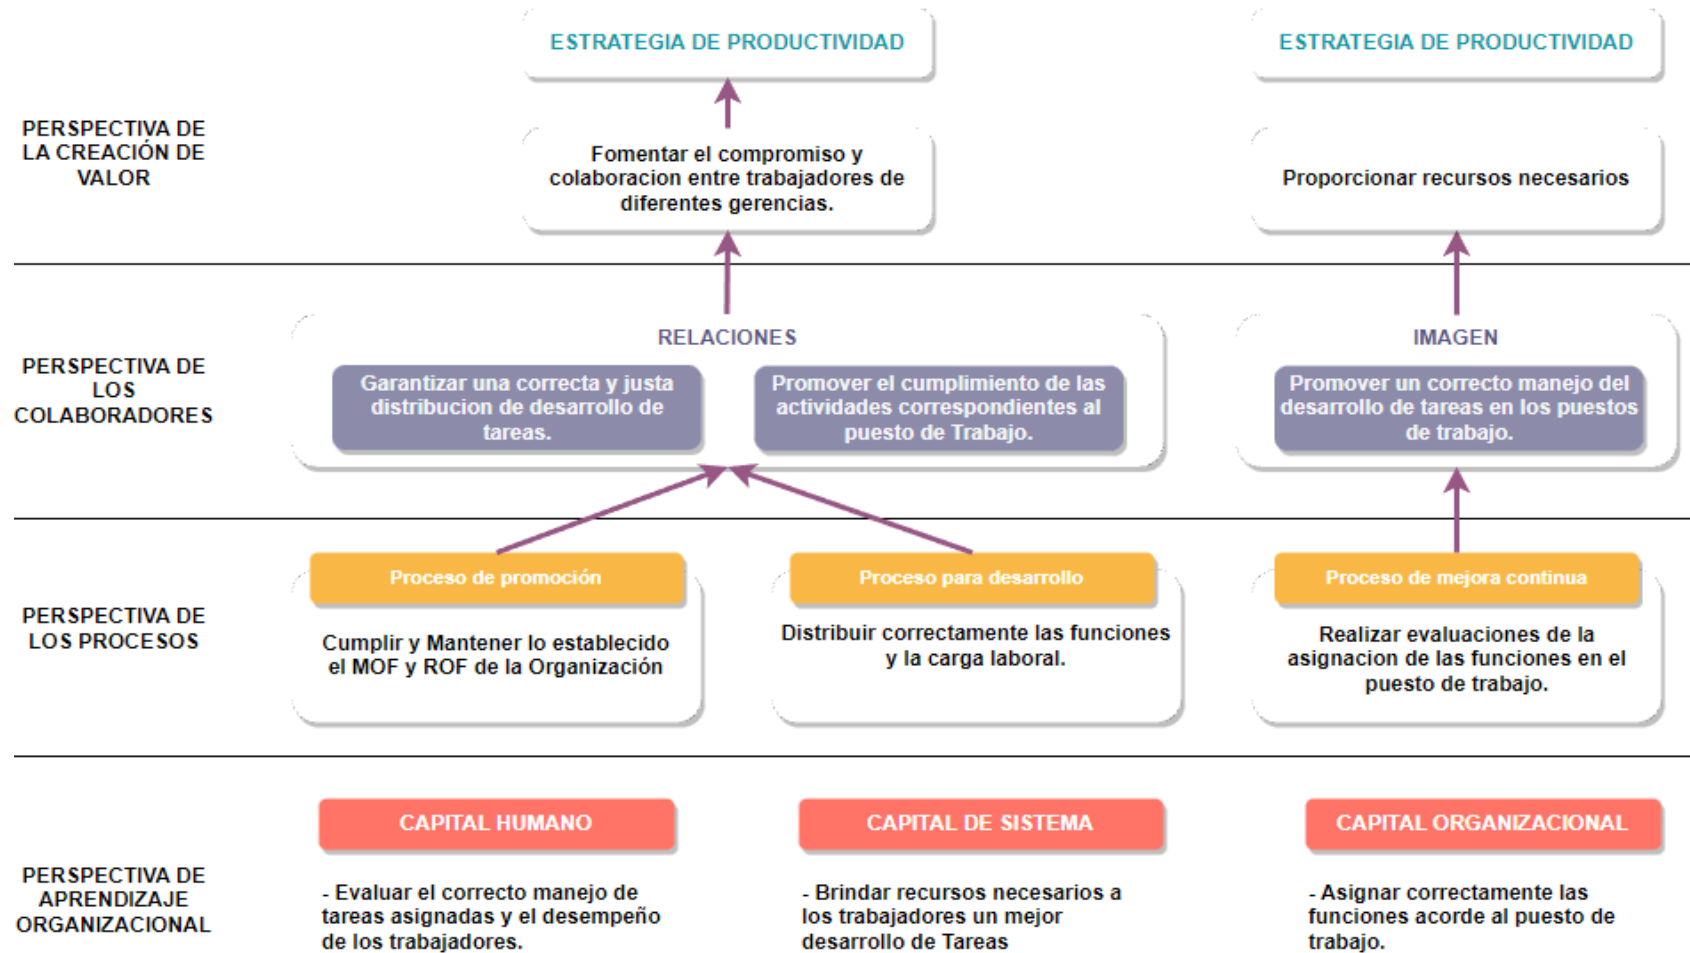 ESTRATEGIA DE PRODUCTIVIDAD
ESTRATEGIA DE PRODUCTIVIDAD
PERSPECTIVA DE
LA CREACIÓN DE
VALOR
Fomentar el compromiso y
colaboracion entre trabajadores de
diferentes gerencias.
Proporcionar recursos necesarios
PERSPECTIVA DE
LOS
COLABORADORES
RELACIONES
Garantizar una correcta y justa
distribucion de desarrollo de
tareas.
Promover el cumplimiento de las
actividades correspondientes al
puesto de Trabajo.
IMAGEN
Promover un correcto manejo del
desarrollo de tareas en los puestos
de trabajo.
PERSPECTIVA DE
LOS PROCESOS
Proceso de promoción
Cumplir y Mantener lo establecido
el MOF y ROF de la Organización
Proceso para desarrollo
Distribuir correctamente las funciones
y la carga laboral.
Proceso de mejora continua
Realizar evaluaciones de la
asignacion de las funciones en el
puesto de trabajo.
PERSPECTIVA DE
APRENDIZAJE
ORGANIZACIONAL
CAPITAL HUMANO
- Evaluar el correcto manejo de
tareas asignadas y el desempeño
de los trabajadores.
CAPITAL DE SISTEMA
- Brindar recursos necesarios a
los trabajadores un mejor
desarrollo de Tareas
CAPITAL ORGANIZACIONAL
- Asignar correctamente las
funciones acorde al puesto de
trabajo.